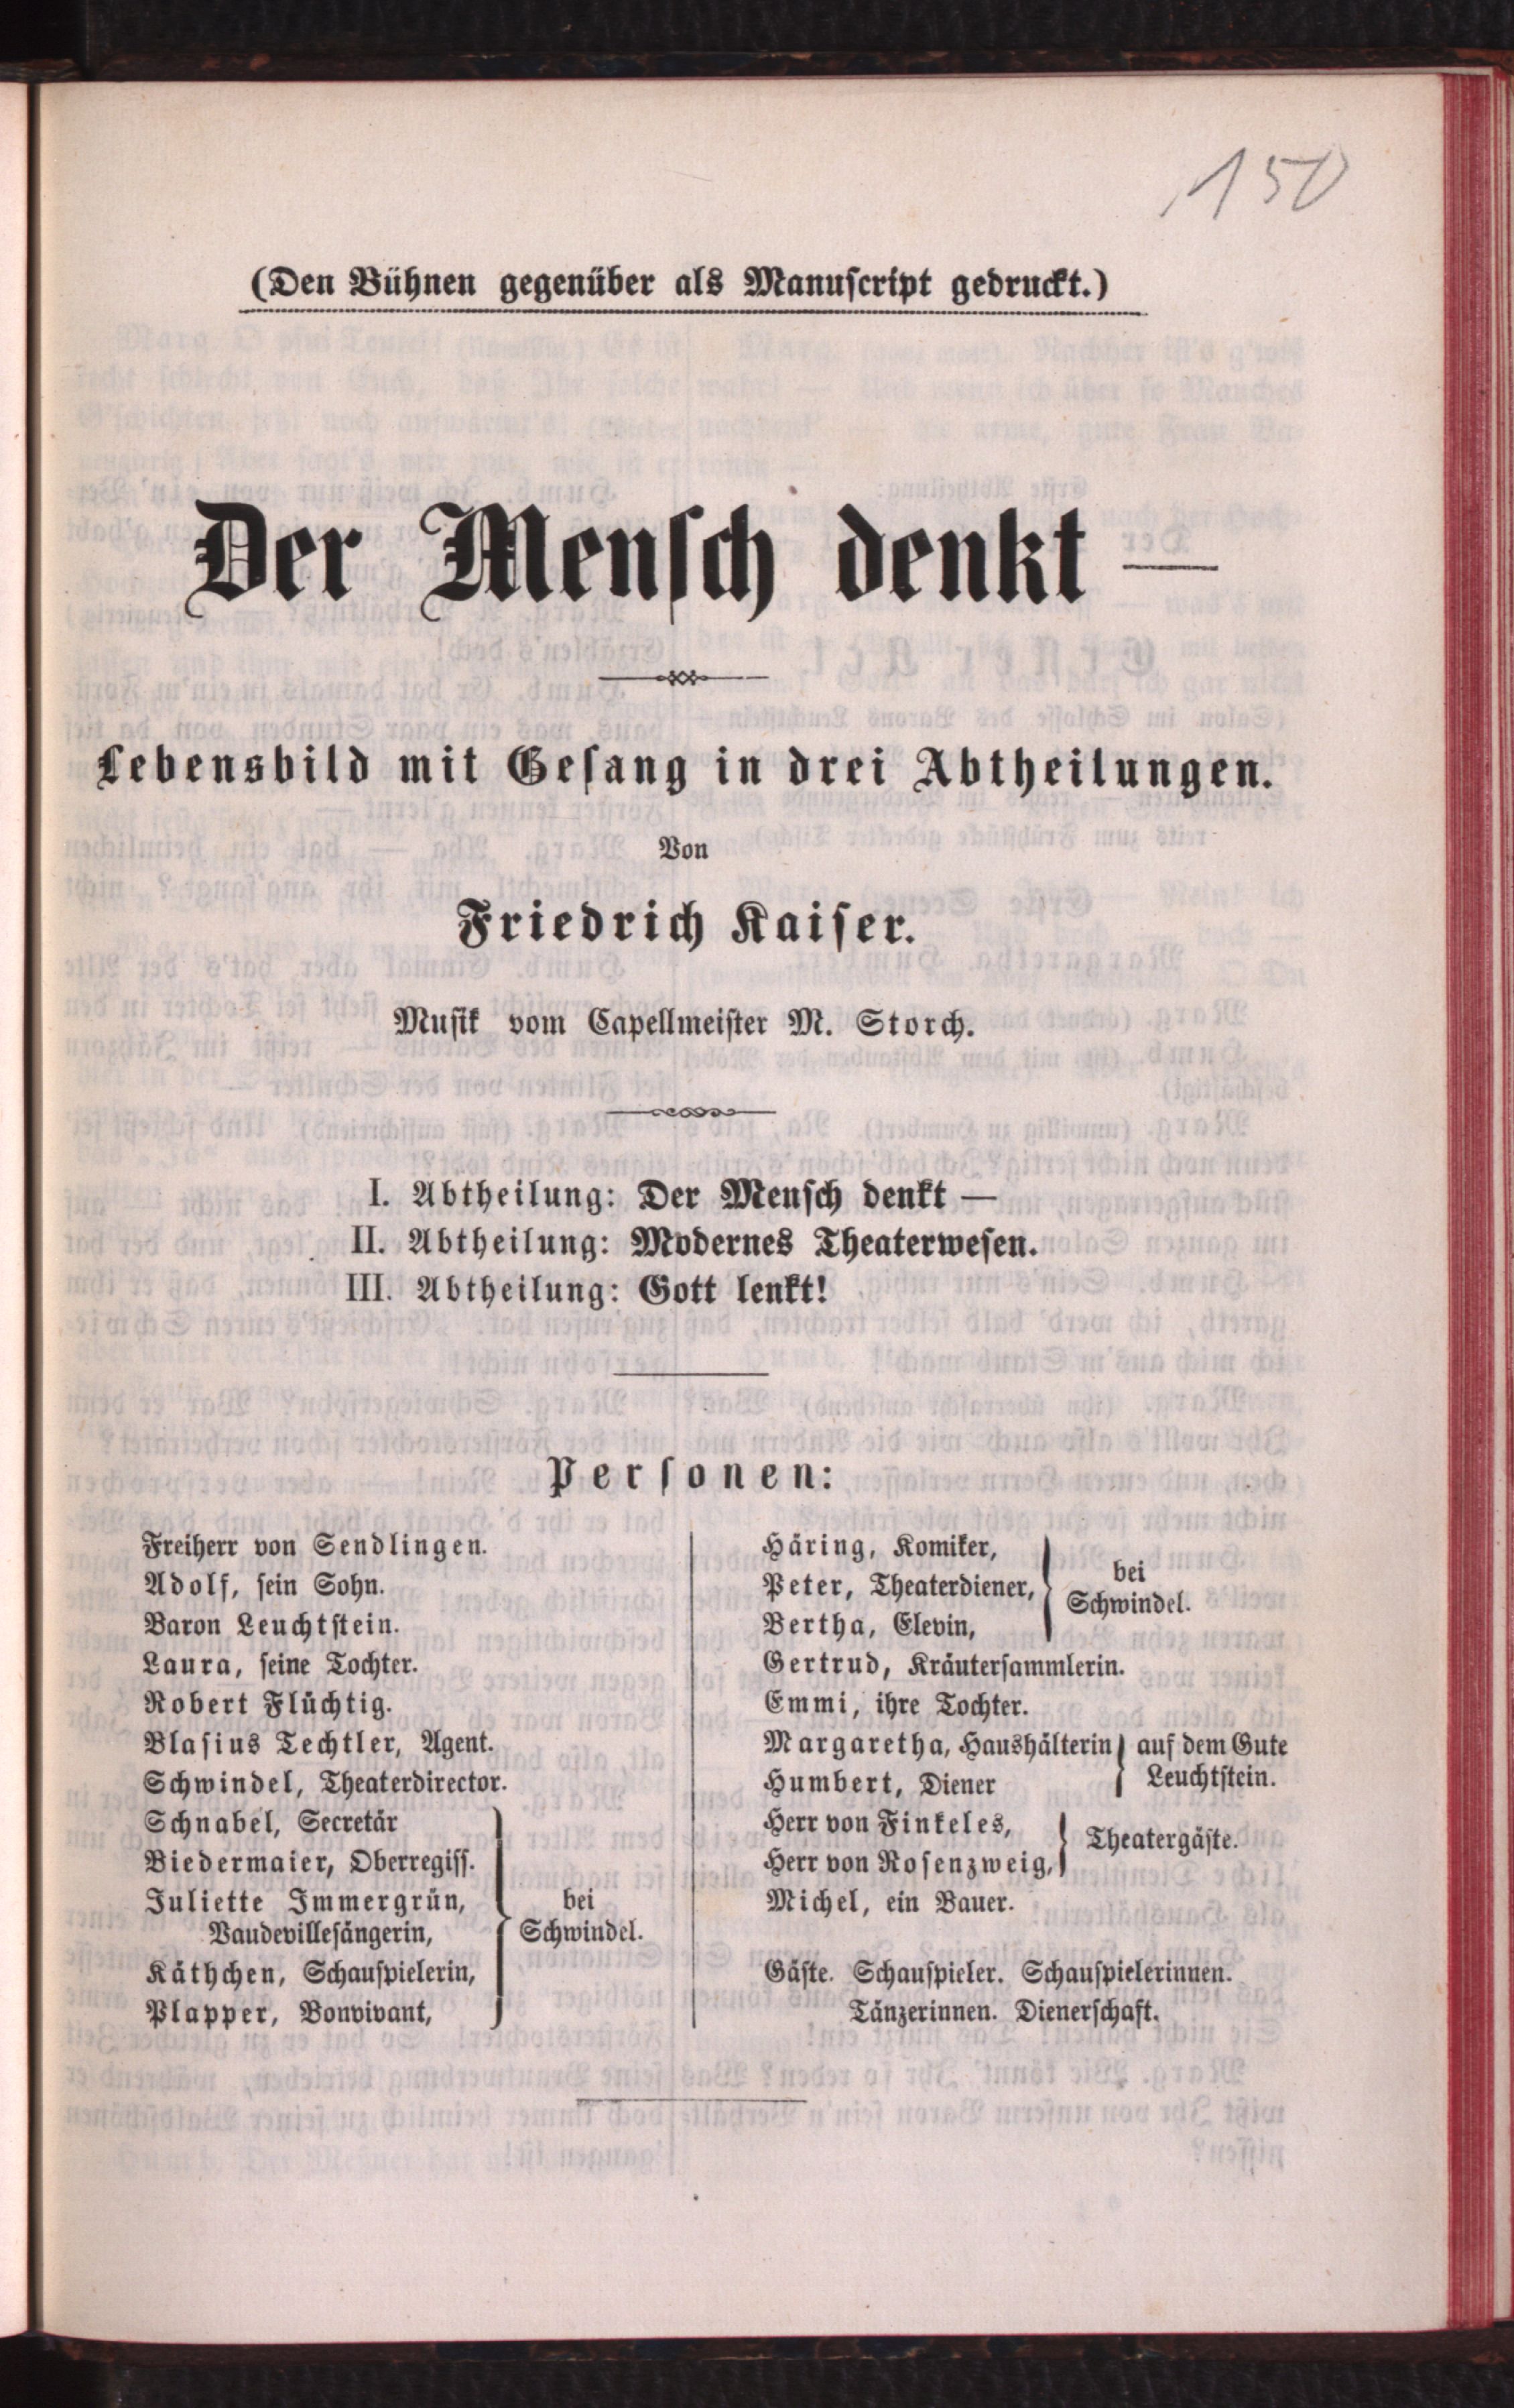 150
(Den Bühnen gegenüber als Manuscript gedruckt.)
Der Mensch denkt —
Lebensbild mit Gesang in drei Abtheilungen.
Von
Friedrich Kaiser.
Musik vom Capellmeister M. Storch.
I. Abtheilung: Der Mensch denkt —
II. Abtheilung: Modernes Theaterwesen.
III. Abtheilung: Gott lenkt!
Personen:
Freiherr von Sendlingen.
Adolf, sein Sohn.
Baron Leuchtstein.
Laura, seine Tochter.
Robert Flüchtig.
Blasius Techtler, Agent.
Schwindel, Theaterdirector.
Schnabel, Secretär
Biedermaier, Oberregiss.
Juliette Immergrün,
Vaudevillesängerin,
Käthchen, Schauspielerin,
Plapper, Bonvivant,
bei
Schwindel.
Häring, Komiker,
Peter, Theaterdiener,
Bertha, Elevin,
bei
Schwindel.
Gertrud, Kräutersammlerin.
Emmi, ihre Tochter.
Margaretha, Haushälterin
Humbert, Diener
auf dem Gute
Leuchtstein.
Herr von Finkeles,
Herr von Rosenzweig,
Theatergäste.
Michel, ein Bauer.
Gäste. Schauspieler. Schauspielerinnen.
Tänzerinnen. Dienerschaft.